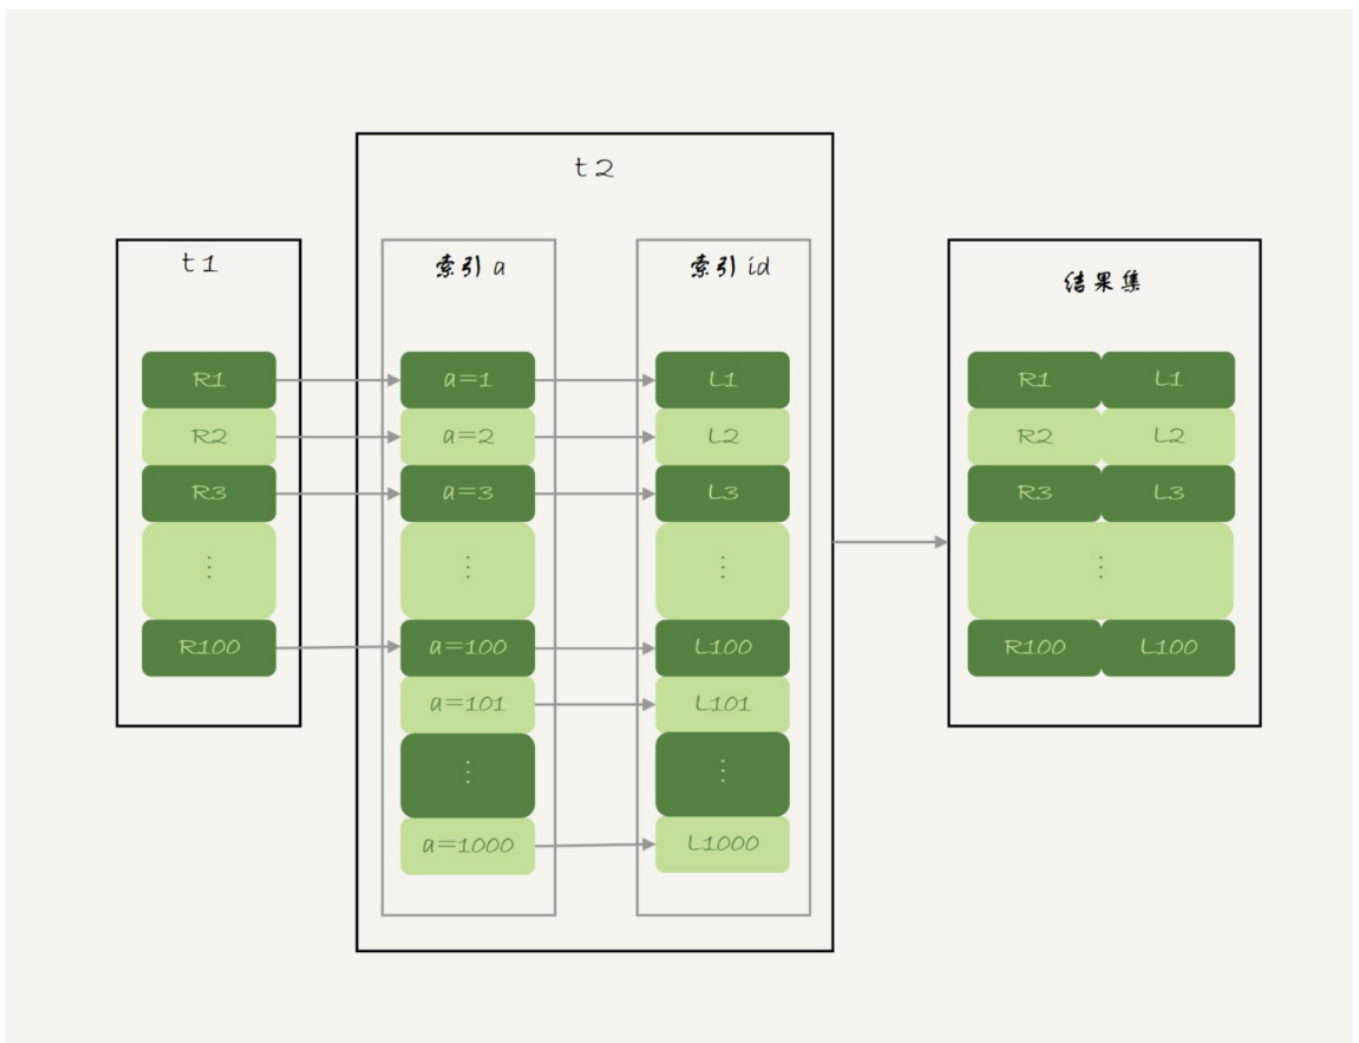 t2
t1
索引 a
索引 id
结果集
R1
a=1
L1
R1
L1
R2
a=2
L2
R2
L2
R3
a=3
L3
R3
L3
⋮
⋮
⋮
⋮
R100
a=100
L100
R100
L100
a=101
L101
⋮
⋮
a=1000
L1000